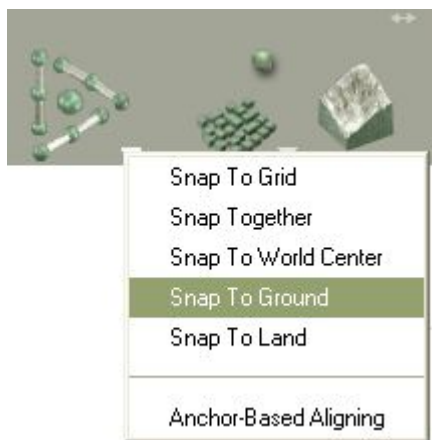 Snap To Grid
Snap Together
Snap To World Center
Snap To Ground
Snap To Land
Anchor-Based Aligning